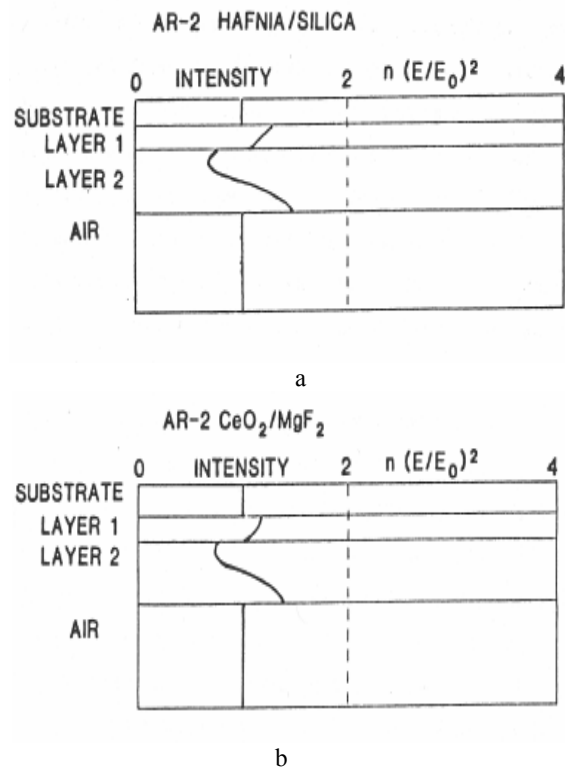 AR-2 HAFNIA/SILICA
0 INTENSITY 2 n (E/E₀)² 4
SUBSTRATE
LAYER 1
LAYER 2
AIR
a
AR-2 CeO₂/MgF₂
0 INTENSITY 2 n (E/E₀)² 4
SUBSTRATE
LAYER 1
LAYER 2
AIR
b